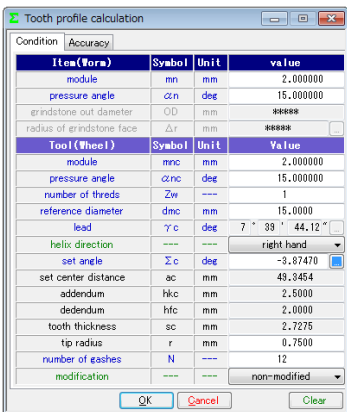 Σ Tooth profile calculation
Condition Accuracy
Item(Worm) Symbol Unit value
module mn mm 2.000000
pressure angle αn deg 15.000000
grindstone out dameter OD mm *****
radius of grindstone face Δr mm ***** ...
Tool(Wheel) Symbol Unit Value
module mnc mm 2.000000
pressure angle αnc deg 15.000000
number of threds Zw --- 1
reference diameter dmc mm 15.0000
lead γc deg 7 ° 39 ' 44.12 " ...
helix direction --- --- right hand
set angle Σc deg -3.87470 ...
set center distance ac mm 49.3454
addendum hkc mm 2.5000
dedendum hfc mm 2.0000
tooth thickness sc mm 2.7275
tip radius r mm 0.7500
number of gashes N --- 12
modification --- --- non-modified
OK Cancel Clear